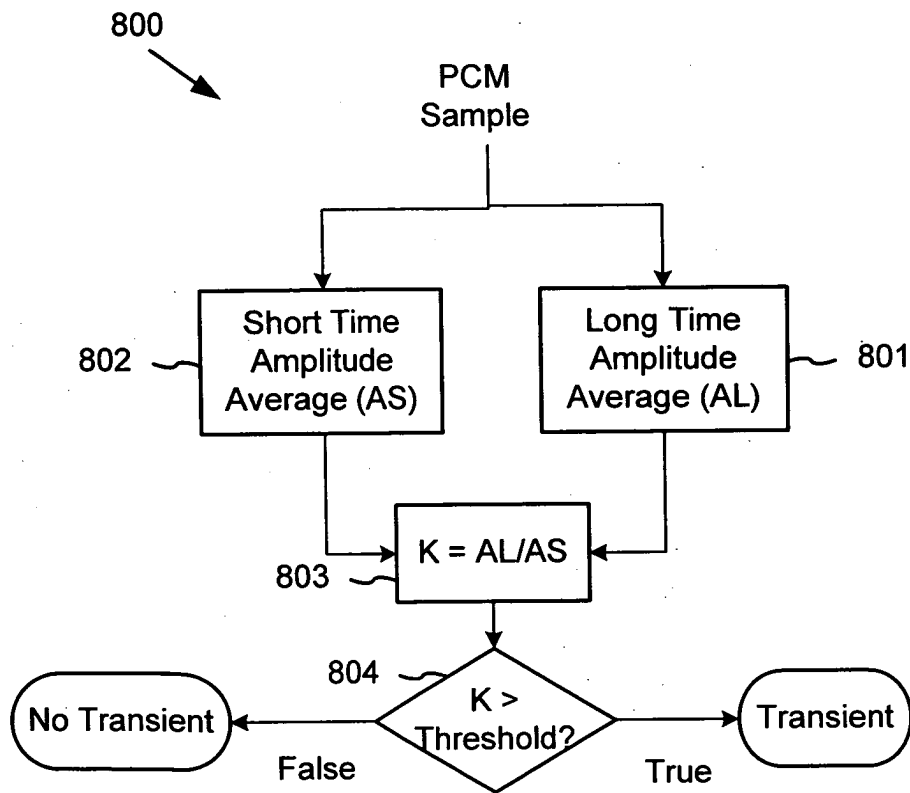 800
PCM
Sample
Short Time
Amplitude
Average (AS)
802
Long Time
Amplitude
Average (AL)
801
K = AL/AS
803
804
K >
Threshold?
No Transient
False
True
Transient